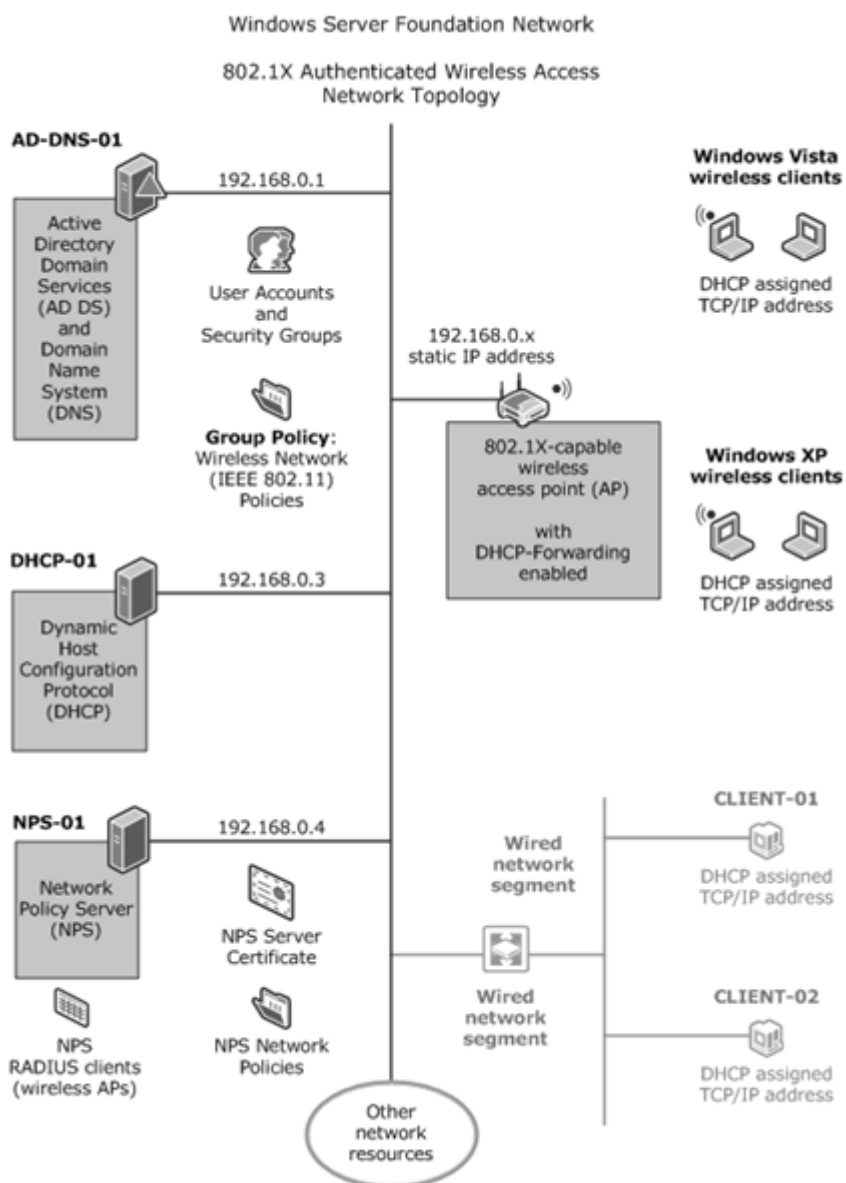 Windows Server Foundation Network
802.1X Authenticated Wireless Access
Network Topology
AD-DNS-01
192.168.0.1
Active
Directory
Domain
Services
(AD DS)
and
Domain
Name
System
(DNS)
User Accounts
and
Security Groups
Group Policy:
Wireless Network
(IEEE 802.11)
Policies
192.168.0.x
static IP address
802.1X-capable
wireless
access point (AP)
with
DHCP-Forwarding
enabled
Windows Vista
wireless clients
DHCP assigned
TCP/IP address
Windows XP
wireless clients
DHCP assigned
TCP/IP address
DHCP-01
192.168.0.3
Dynamic
Host
Configuration
Protocol
(DHCP)
NPS-01
192.168.0.4
Network
Policy Server
(NPS)
NPS Server
Certificate
NPS
RADIUS clients
(wireless APs)
NPS Network
Policies
Wired
network
segment
Wired
network
segment
CLIENT-01
DHCP assigned
TCP/IP address
CLIENT-02
DHCP assigned
TCP/IP address
Other
network
resources